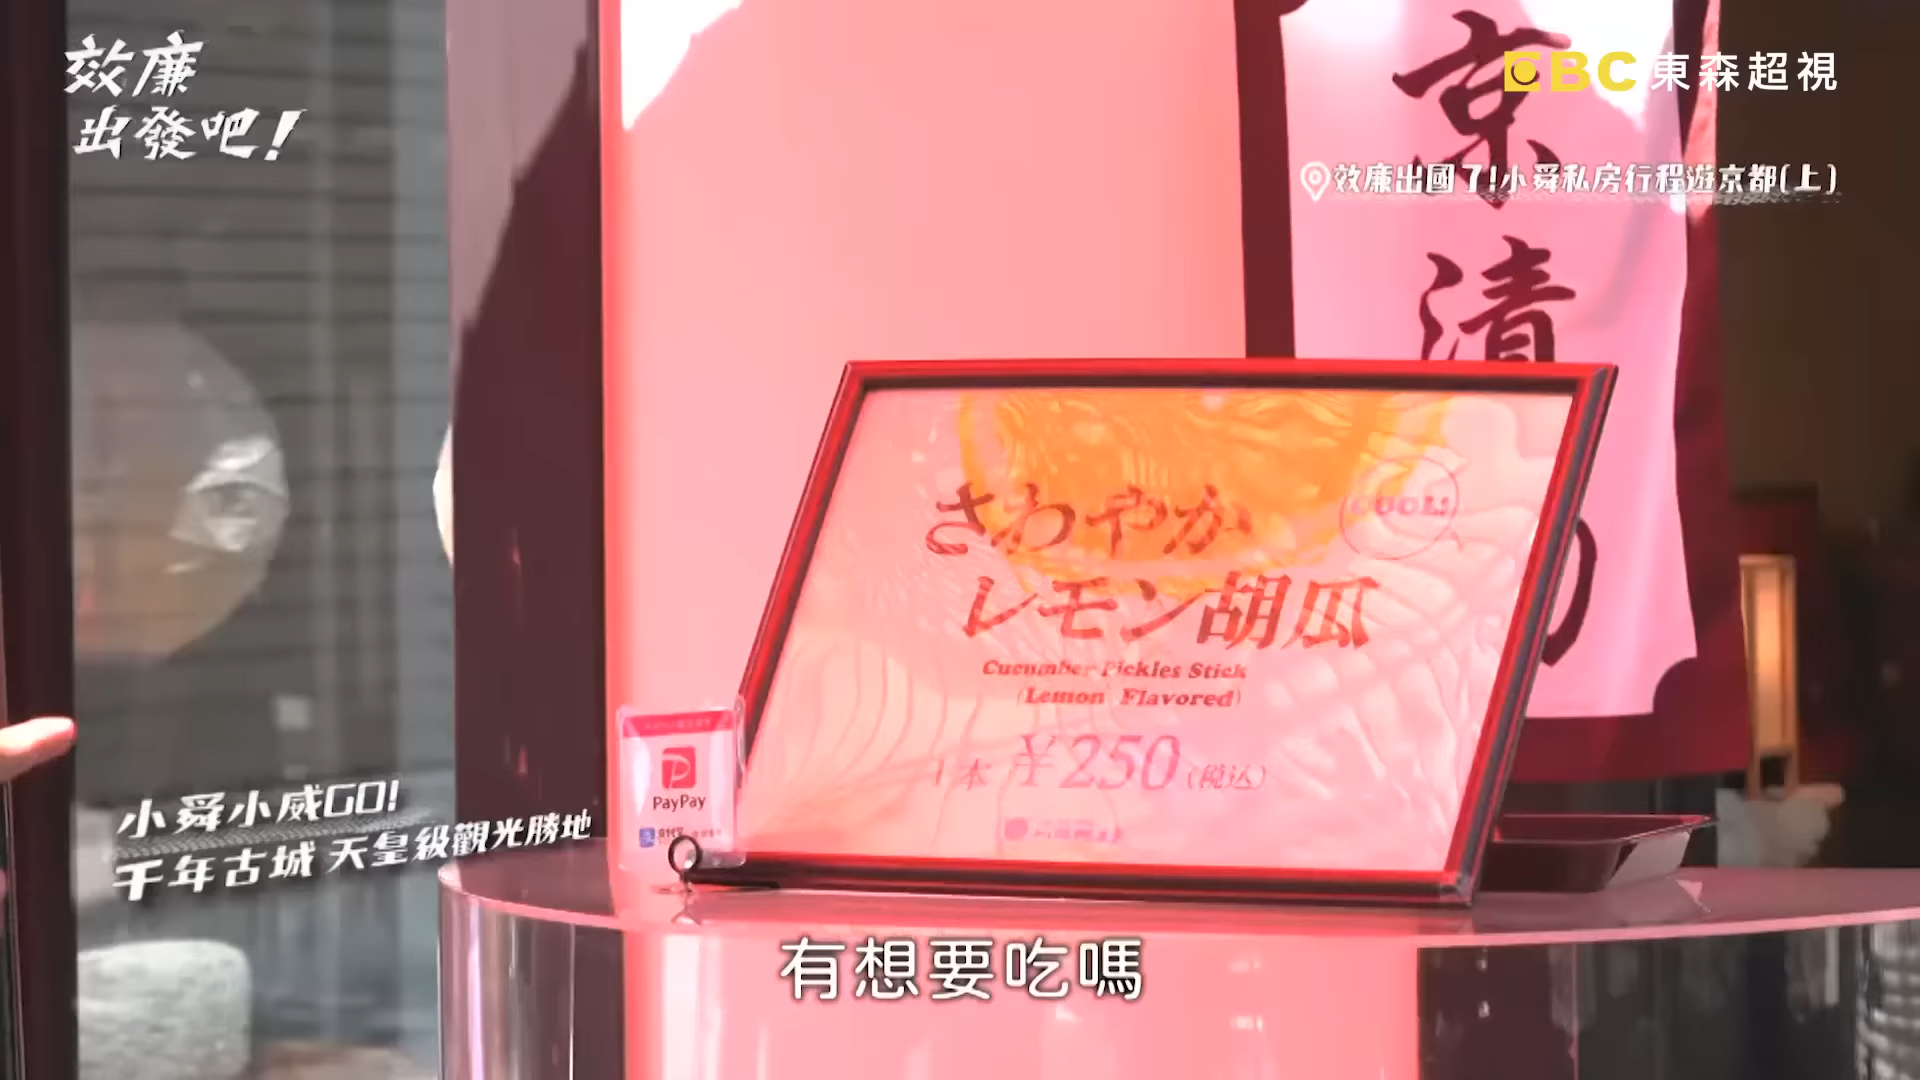 效廉
出發吧!
EBC 東森超視
效廉出國了!小舜私房行程遊京都(上)
京漬
さわやか
COOL!
レモン胡瓜
Cucumber Pickles Stick
(Lemon Flavored)
1本 ¥250(税込)
PayPay
小舜小威GO!
千年古城 天皇級觀光勝地
有想要吃嗎